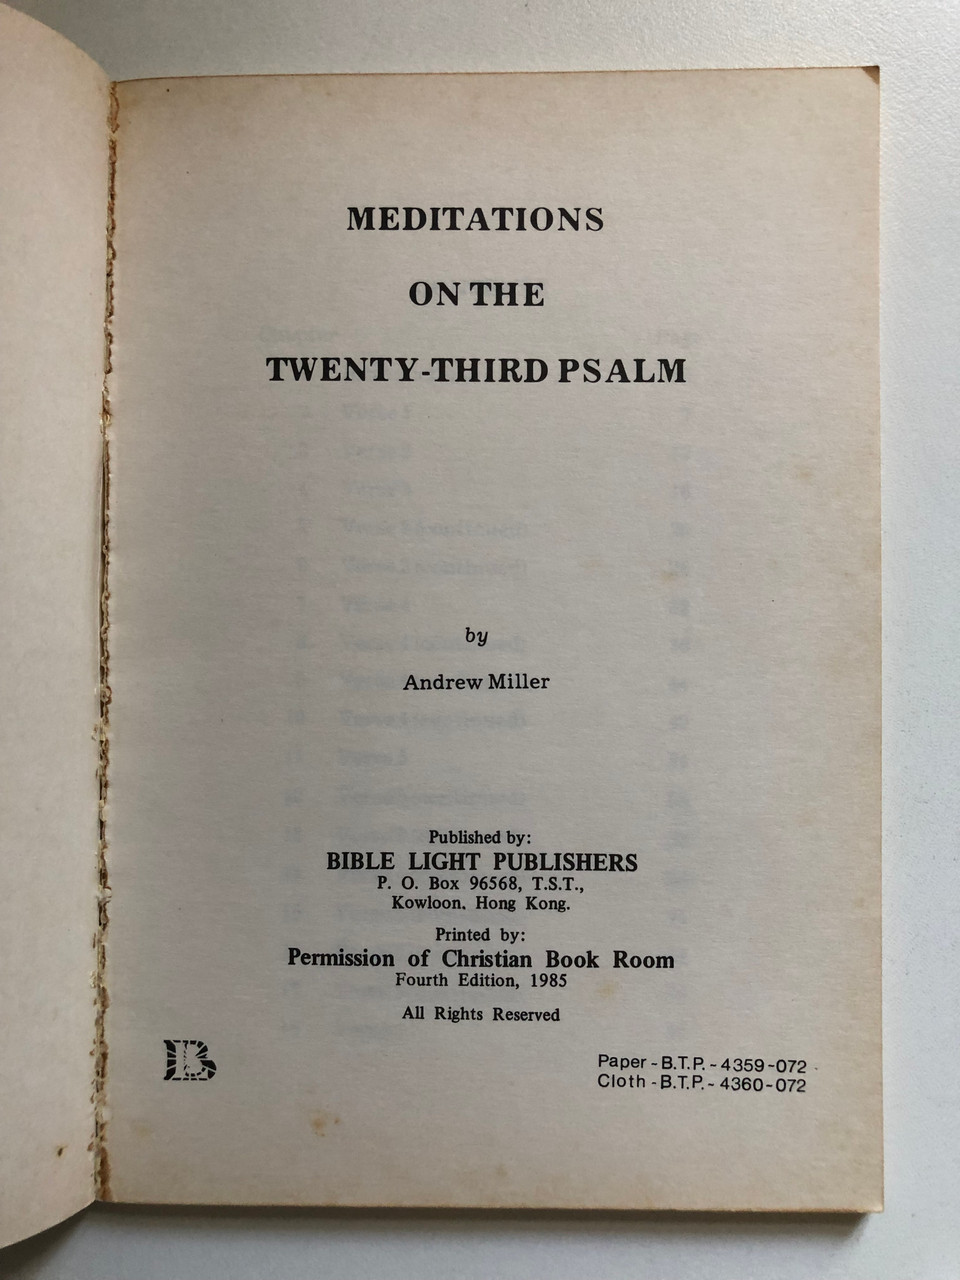 MEDITATIONS
ON THE
TWENTY-THIRD PSALM
by
Andrew Miller
Published by:
BIBLE LIGHT PUBLISHERS
P. O. Box 96568, T.S.T.,
Kowloon. Hong Kong.
Printed by:
Permission of Christian Book Room
Fourth Edition, 1985
All Rights Reserved
B
Paper - B.T.P. - 4359-072
Cloth - B.T.P. - 4360-072